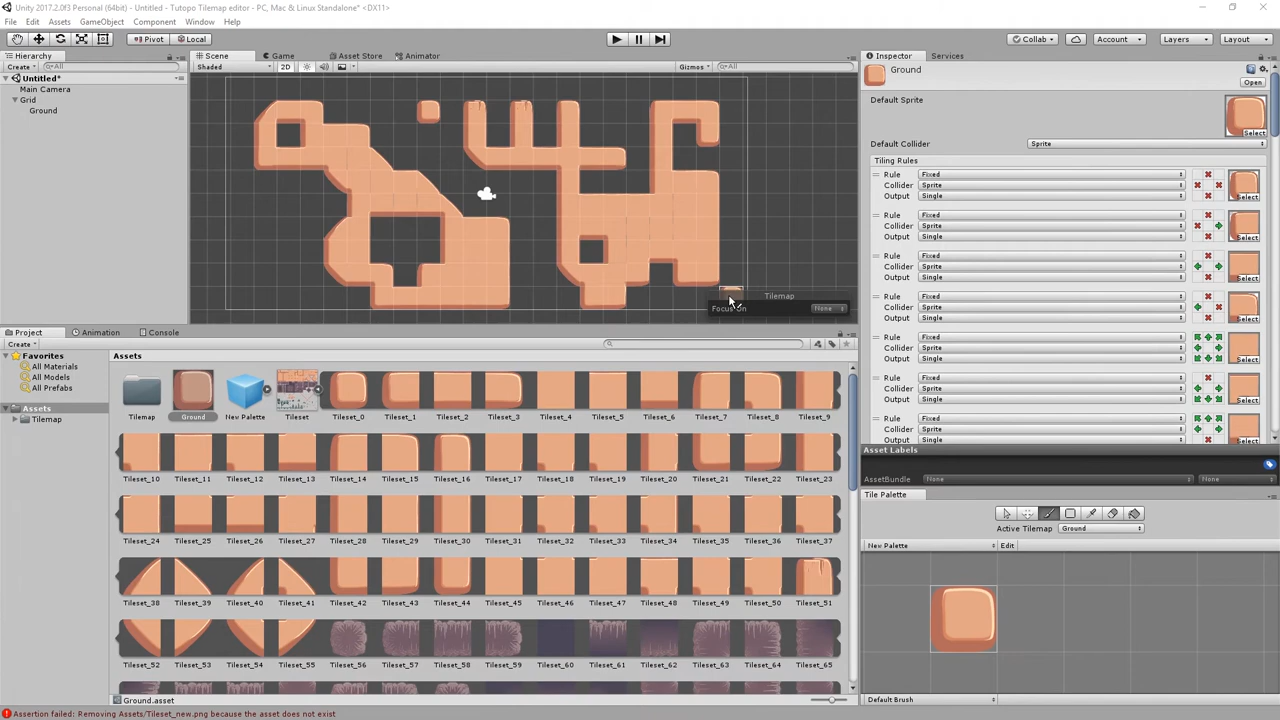 Unity 2017.2.0f3 Personal (64bit) - Untitled - Tutopo Tilemap editor - PC, Mac & Linux Standalone* <DX11>
File Edit Assets GameObject Component Window Help
Pivot Local Collab Account Layers Layout
Hierarchy
Create All
Untitled*
Main Camera
Grid
Ground
Scene Game Asset Store Animator
Shaded 2D Gizmos All
Tilemap
Focus On None
Inspector Services
Ground
Open
Default Sprite
Select
Default Collider Sprite
Tiling Rules
Rule Fixed
Collider Sprite
Output Single
Select
Rule Fixed
Collider Sprite
Output Single
Select
Rule Fixed
Collider Sprite
Output Single
Select
Rule Fixed
Collider Sprite
Output Single
Select
Rule Fixed
Collider Sprite
Output Single
Select
Rule Fixed
Collider Sprite
Output Single
Select
Rule Fixed
Collider Sprite
Output Single
Select
Asset Labels
AssetBundle None None
Tile Palette
Active Tilemap Ground
New Palette Edit
Default Brush
Project Animation Console
Create
Favorites
All Materials
All Models
All Prefabs
Assets
Tilemap
Assets
Tilemap Ground New Palette Tileset Tileset_0 Tileset_1 Tileset_2 Tileset_3 Tileset_4 Tileset_5 Tileset_6 Tileset_7 Tileset_8 Tileset_9
Tileset_10 Tileset_11 Tileset_12 Tileset_13 Tileset_14 Tileset_15 Tileset_16 Tileset_17 Tileset_18 Tileset_19 Tileset_20 Tileset_21 Tileset_22 Tileset_23
Tileset_24 Tileset_25 Tileset_26 Tileset_27 Tileset_28 Tileset_29 Tileset_30 Tileset_31 Tileset_32 Tileset_33 Tileset_34 Tileset_35 Tileset_36 Tileset_37
Tileset_38 Tileset_39 Tileset_40 Tileset_41 Tileset_42 Tileset_43 Tileset_44 Tileset_45 Tileset_46 Tileset_47 Tileset_48 Tileset_49 Tileset_50 Tileset_51
Tileset_52 Tileset_53 Tileset_54 Tileset_55 Tileset_56 Tileset_57 Tileset_58 Tileset_59 Tileset_60 Tileset_61 Tileset_62 Tileset_63 Tileset_64 Tileset_65
Ground.asset
Assertion failed: Removing Assets/Tileset_new.png because the asset does not exist